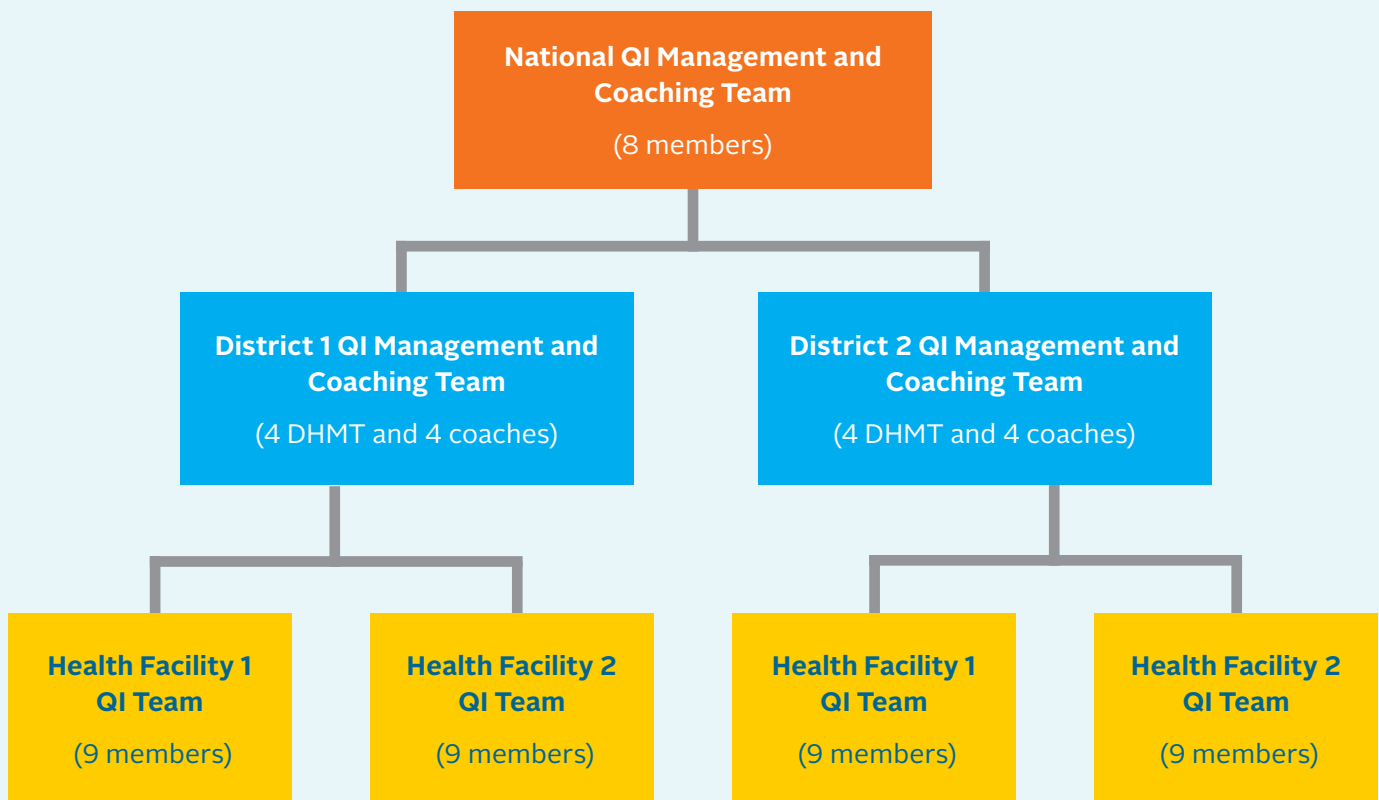 National QI Management and
Coaching Team
(8 members)
District 1 QI Management and
Coaching Team
(4 DHMT and 4 coaches)
District 2 QI Management and
Coaching Team
(4 DHMT and 4 coaches)
Health Facility 1
QI Team
(9 members)
Health Facility 2
QI Team
(9 members)
Health Facility 1
QI Team
(9 members)
Health Facility 2
QI Team
(9 members)